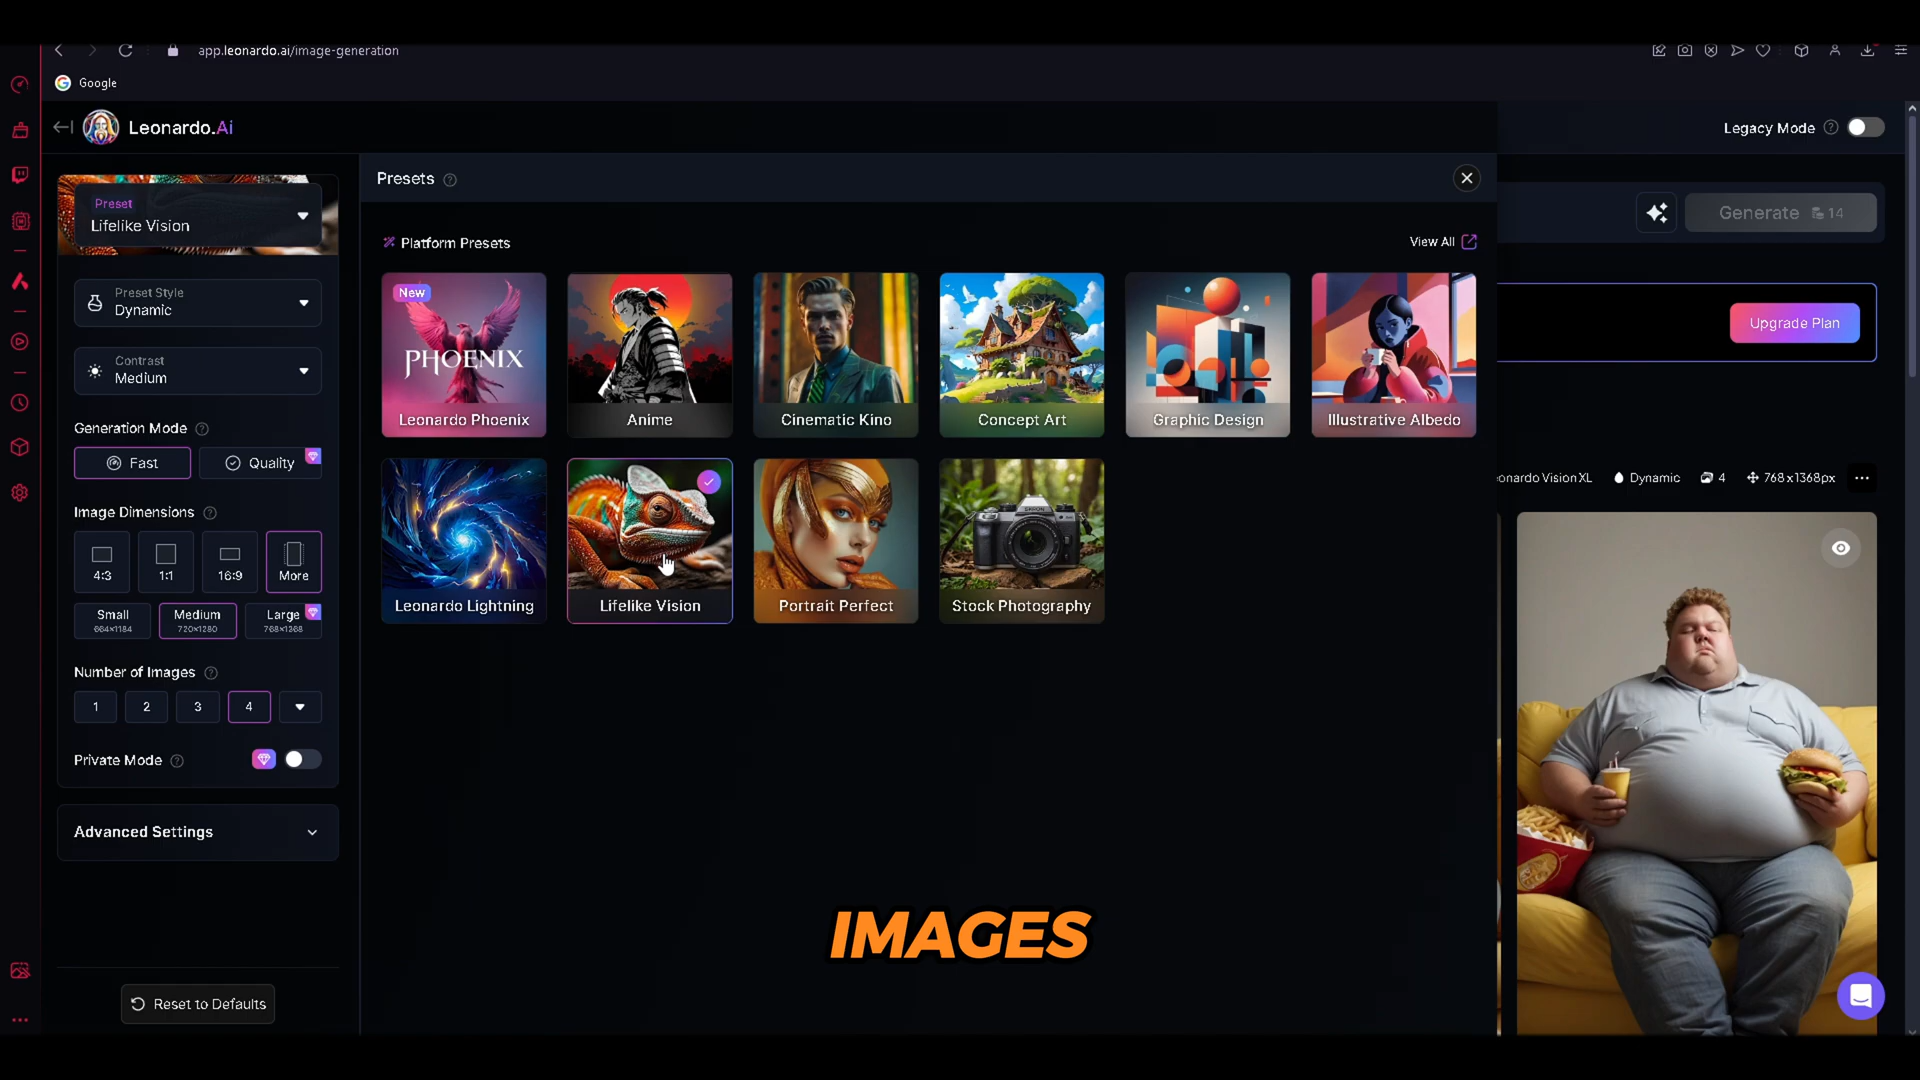 app.leonardo.ai/image-generation
Google
Leonardo.Ai
Legacy Mode
Presets
Preset
Lifelike Vision
Generate 14
Platform Presets
View All
Preset Style
Dynamic
New
PHOENIX
Upgrade Plan
Contrast
Medium
Leonardo Phoenix
Anime
Cinematic Kino
Concept Art
Graphic Design
Illustrative Albedo
Generation Mode
Fast
Quality
eonardo Vision XL
Dynamic
4
768x1368px
Image Dimensions
4:3
1:1
16:9
More
Leonardo Lightning
Lifelike Vision
Portrait Perfect
Stock Photography
Small
664x1184
Medium
720x1280
Large
768x1368
Number of Images
1
2
3
4
Private Mode
Advanced Settings
IMAGES
Reset to Defaults